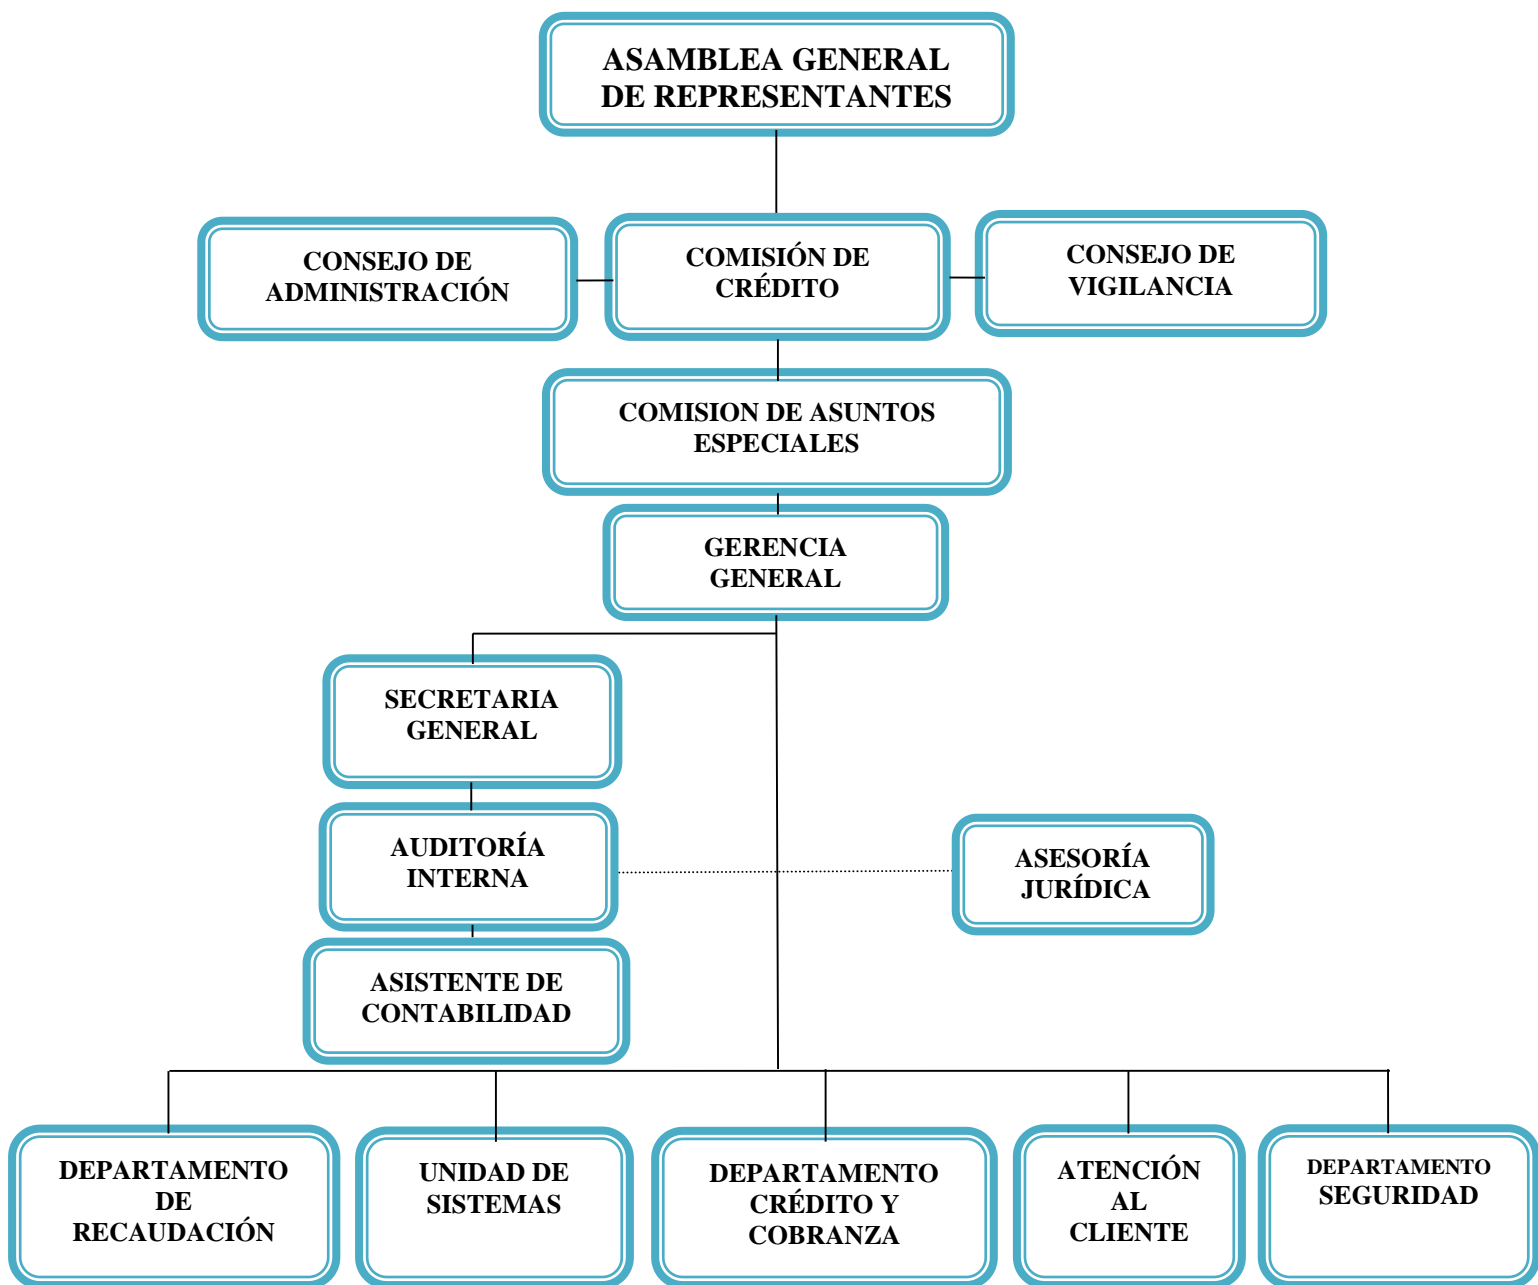 ASAMBLEA GENERAL
DE REPRESENTANTES
CONSEJO DE
ADMINISTRACIÓN
COMISIÓN DE
CRÉDITO
CONSEJO DE
VIGILANCIA
COMISION DE ASUNTOS
ESPECIALES
GERENCIA
GENERAL
SECRETARIA
GENERAL
AUDITORÍA
INTERNA
ASESORÍA
JURÍDICA
ASISTENTE DE
CONTABILIDAD
DEPARTAMENTO
DE
RECAUDACIÓN
UNIDAD DE
SISTEMAS
DEPARTAMENTO
CRÉDITO Y
COBRANZA
ATENCIÓN
AL
CLIENTE
DEPARTAMENTO
SEGURIDAD